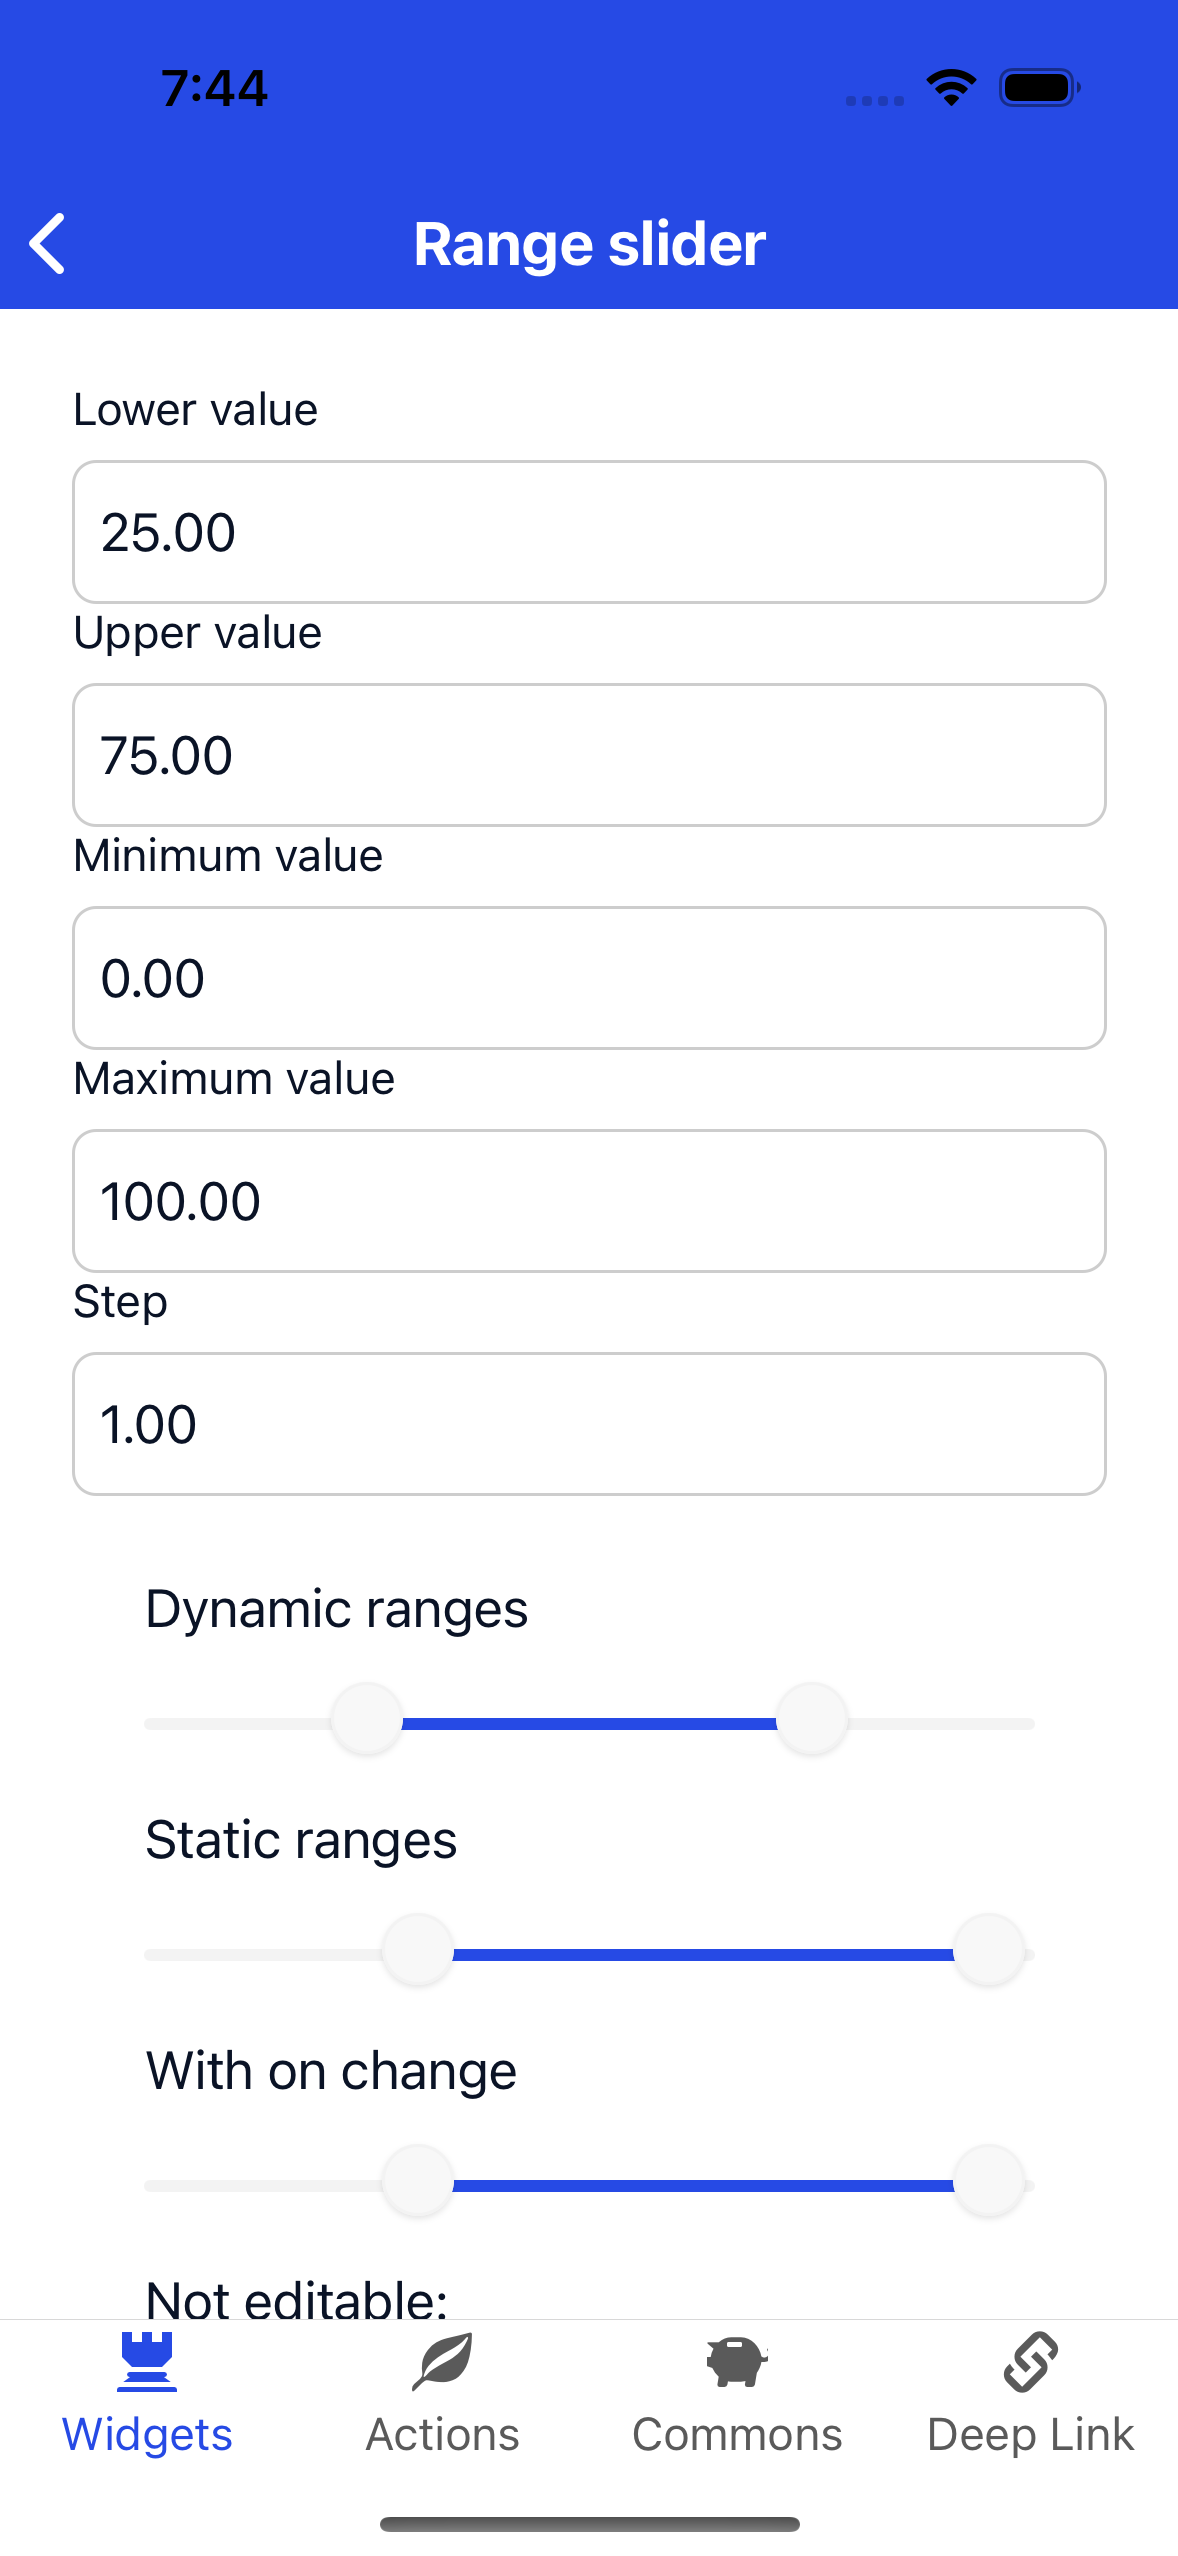 7:44
Range slider
Lower value
25.00
Upper value
75.00
Minimum value
0.00
Maximum value
100.00
Step
1.00
Dynamic ranges
Static ranges
With on change
Not editable:
Widgets
Actions
Commons
Deep Link